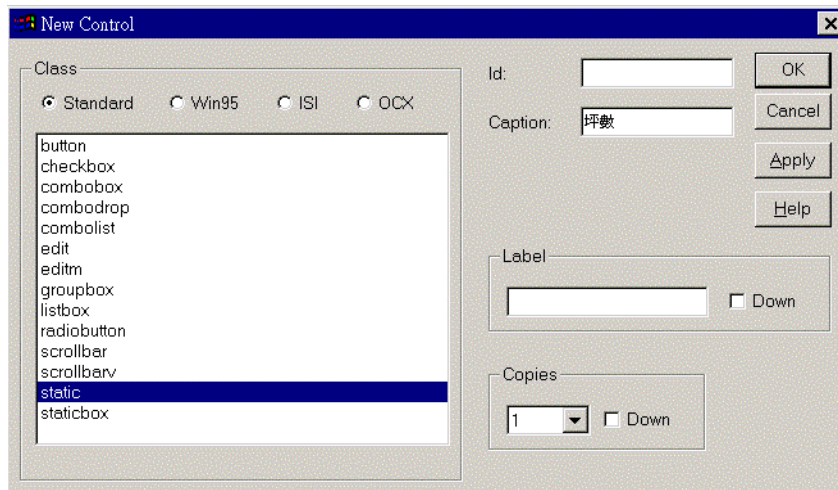 New Control
Class
Standard Win95 ISI OCX
button
checkbox
combobox
combodrop
combolist
edit
editm
groupbox
listbox
radiobutton
scrollbar
scrollbarv
static
staticbox
Id:
Caption: 坪數
OK
Cancel
Apply
Help
Label
Down
Copies
1 Down